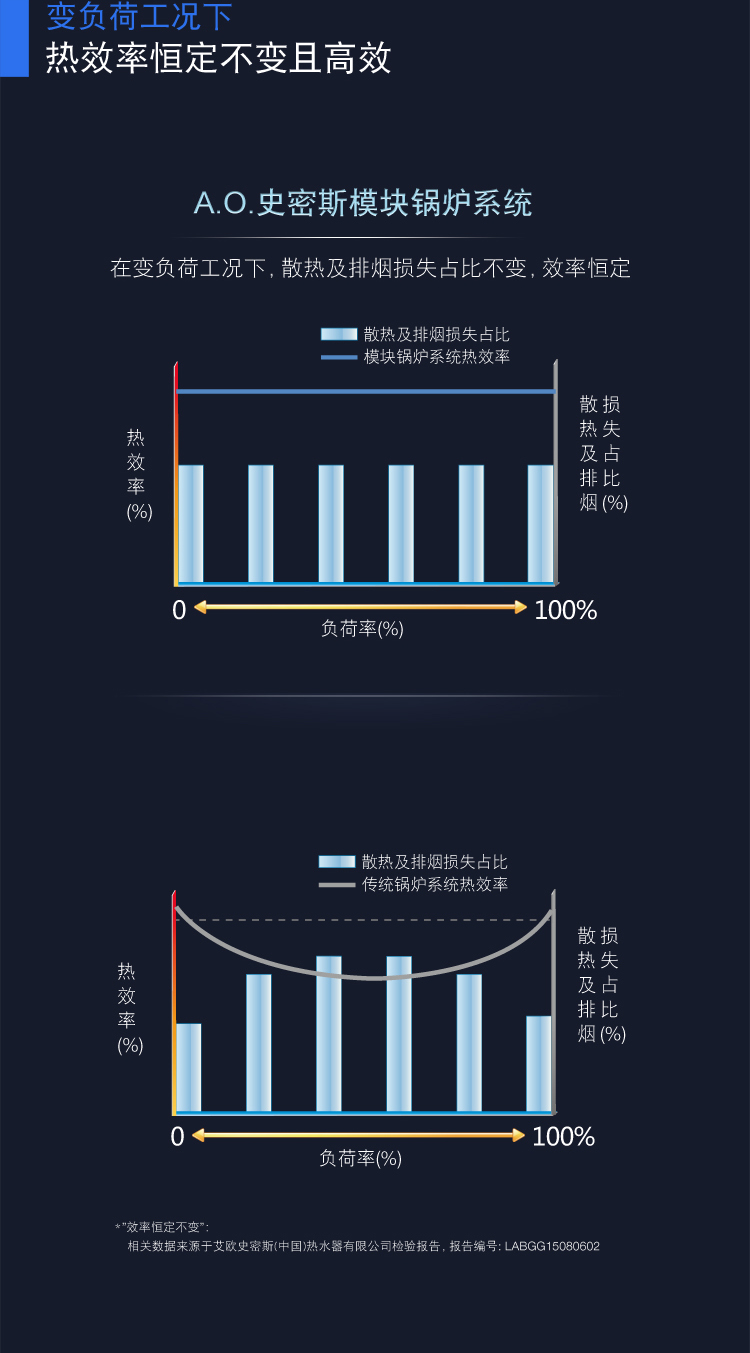 变负荷工况下
热效率恒定不变且高效
A.O.史密斯模块锅炉系统
在变负荷工况下, 散热及排烟损失占比不变, 效率恒定
散热及排烟损失占比
模块锅炉系统热效率
热效率(%)
散热及排烟损失占比(%)
0
100%
负荷率(%)
散热及排烟损失占比
传统锅炉系统热效率
热效率(%)
散热及排烟损失占比(%)
0
100%
负荷率(%)
*"效率恒定不变":
相关数据来源于艾欧史密斯(中国)热水器有限公司检验报告, 报告编号: LABGG15080602